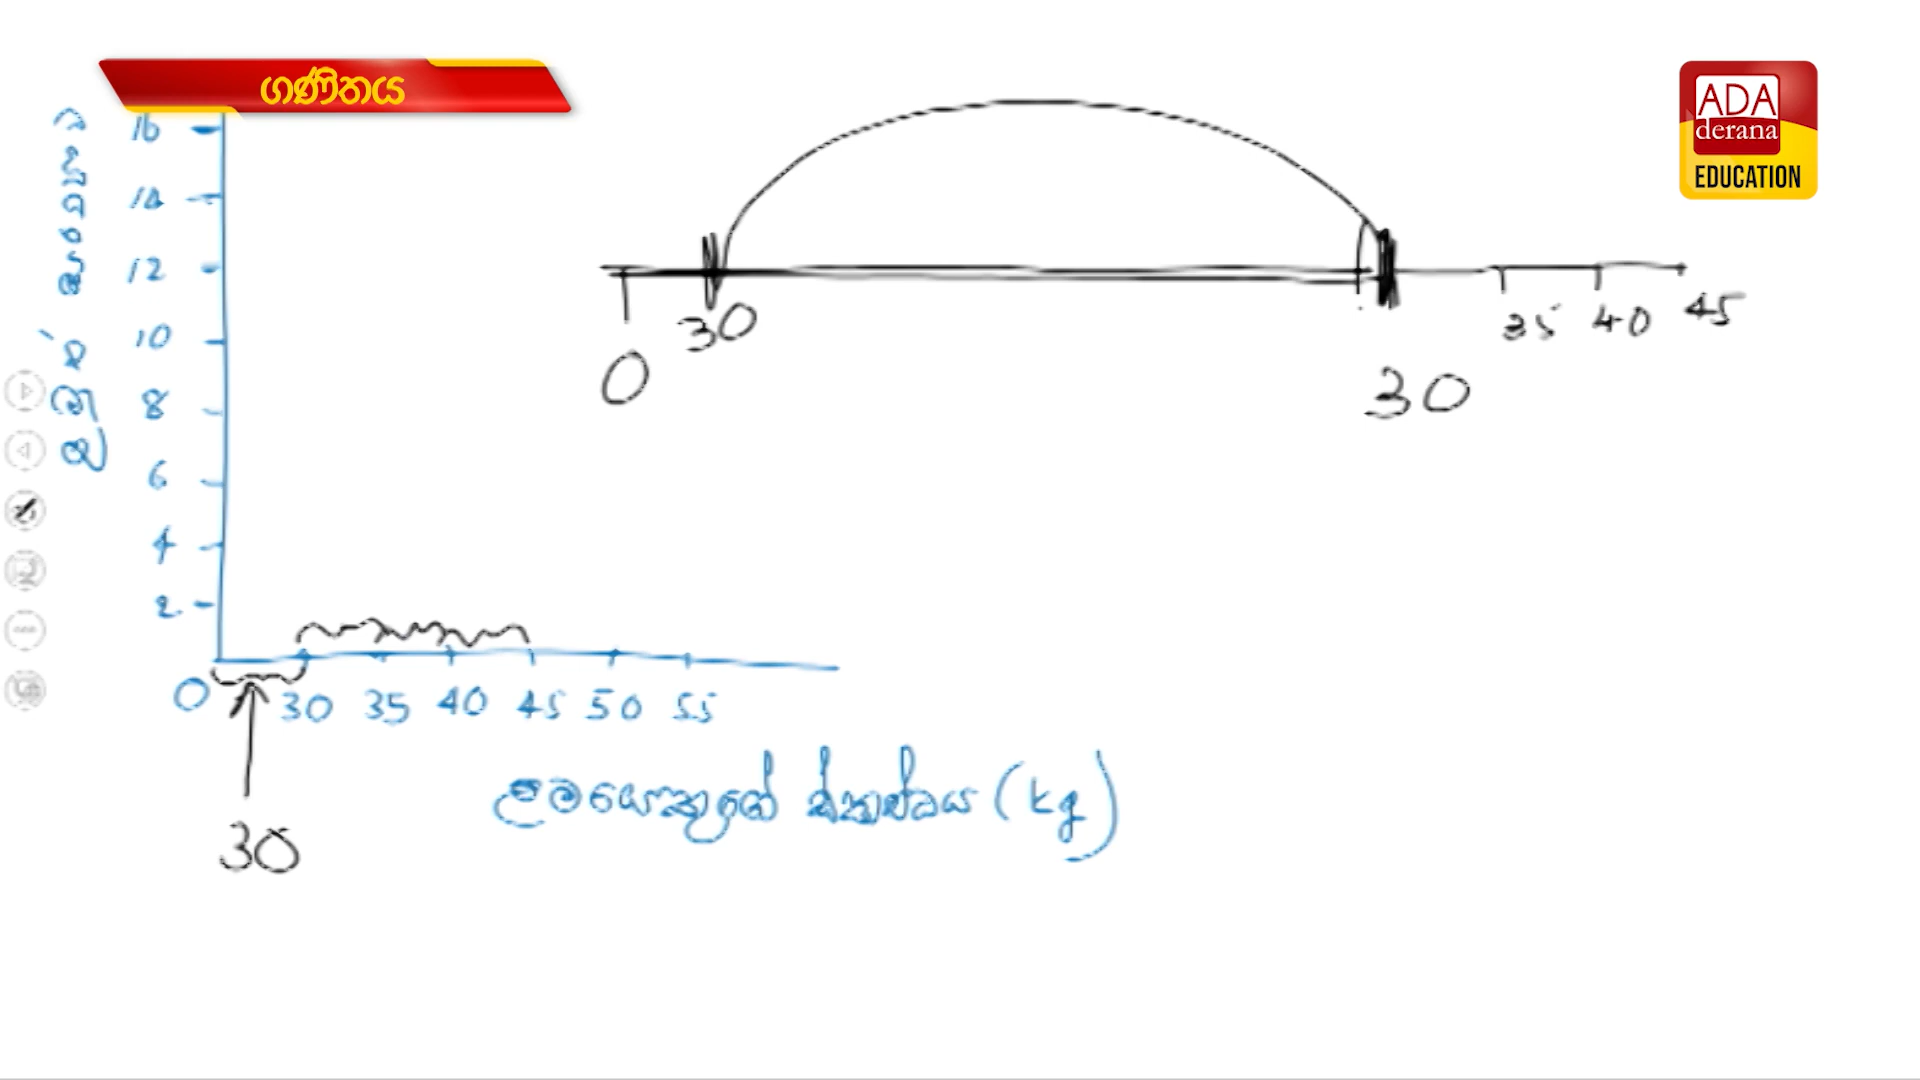 ගණිතය
ADA
derana
EDUCATION
ළමුන් සංඛ්‍යාව
16
14
12
10
8
6
4
2
0 30 35 40 45 50 55
30
ළමයෙකුගේ ස්කන්ධය (kg)
0 30 30 35 40 45